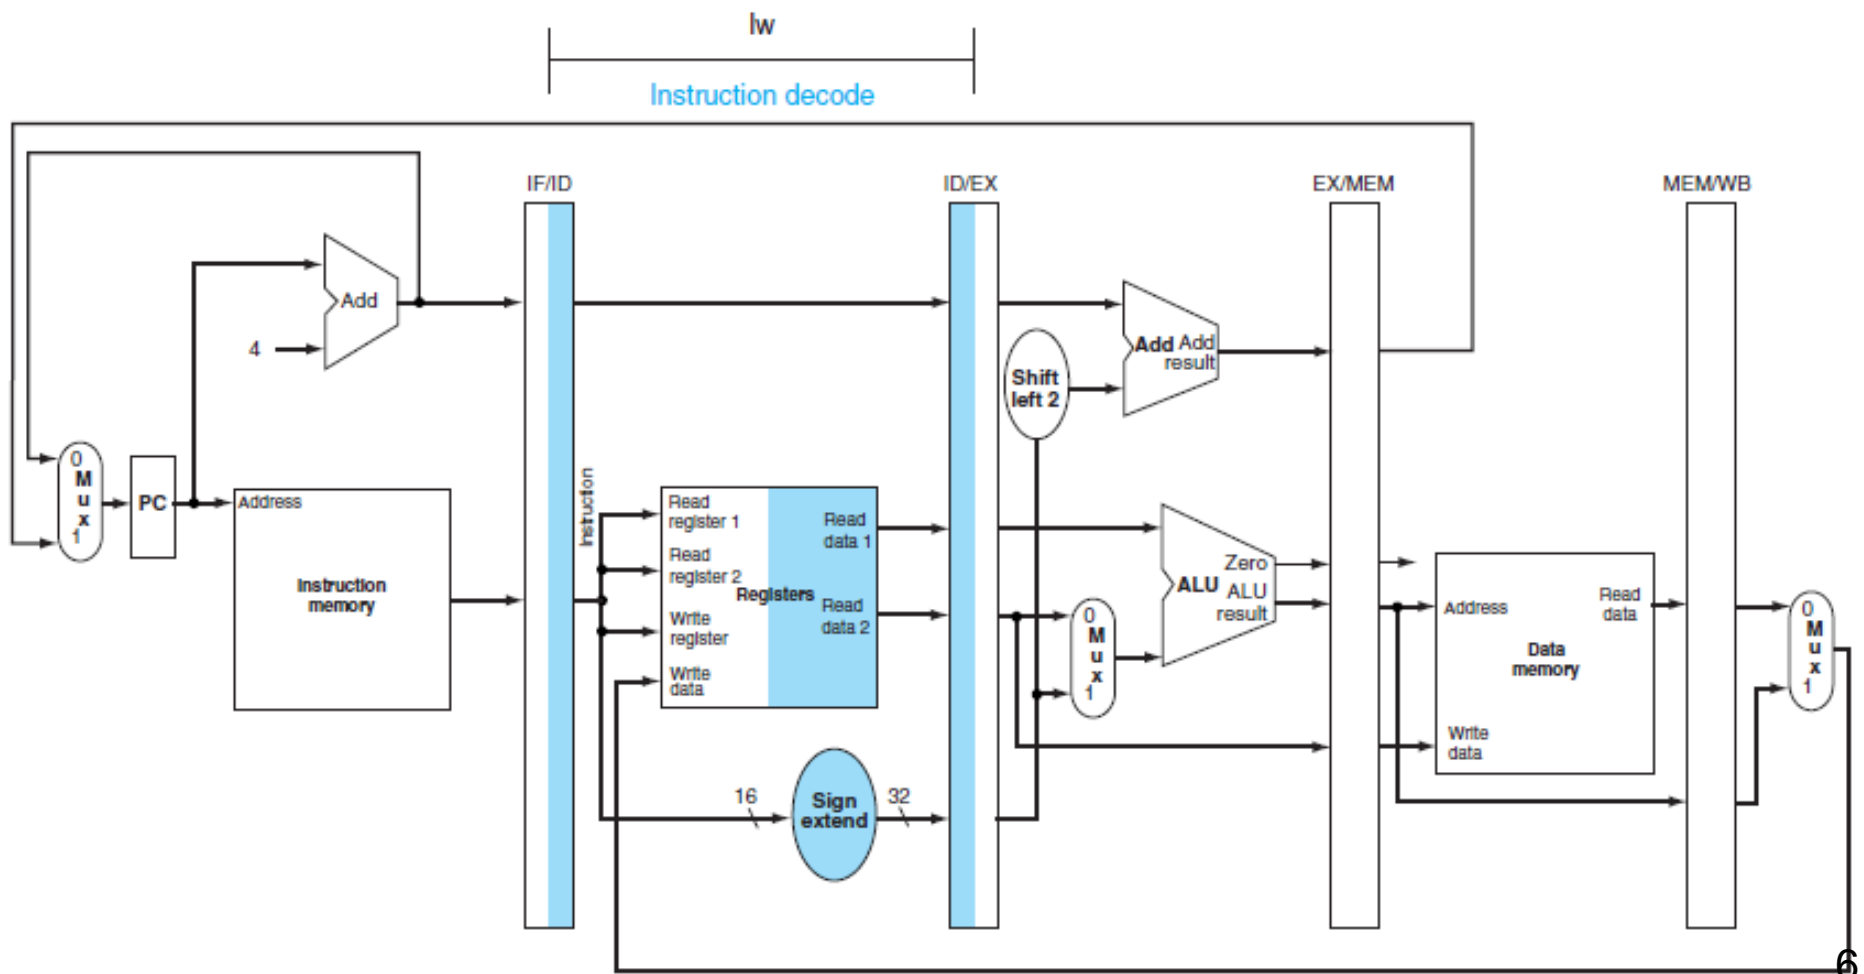 lw
Instruction decode
IF/ID
ID/EX
EX/MEM
MEM/WB
Add
4
Add Add
result
Shift
left 2
0
M
u
x
1
PC
Address
Instruction
memory
Instruction
Read
register 1
Read
register 2
Write
register
Write
data
Registers
Read
data 1
Read
data 2
16
Sign
extend
32
0
M
u
x
1
Zero
ALU ALU
result
Address
Read
data
Data
memory
Write
data
0
M
u
x
1
6